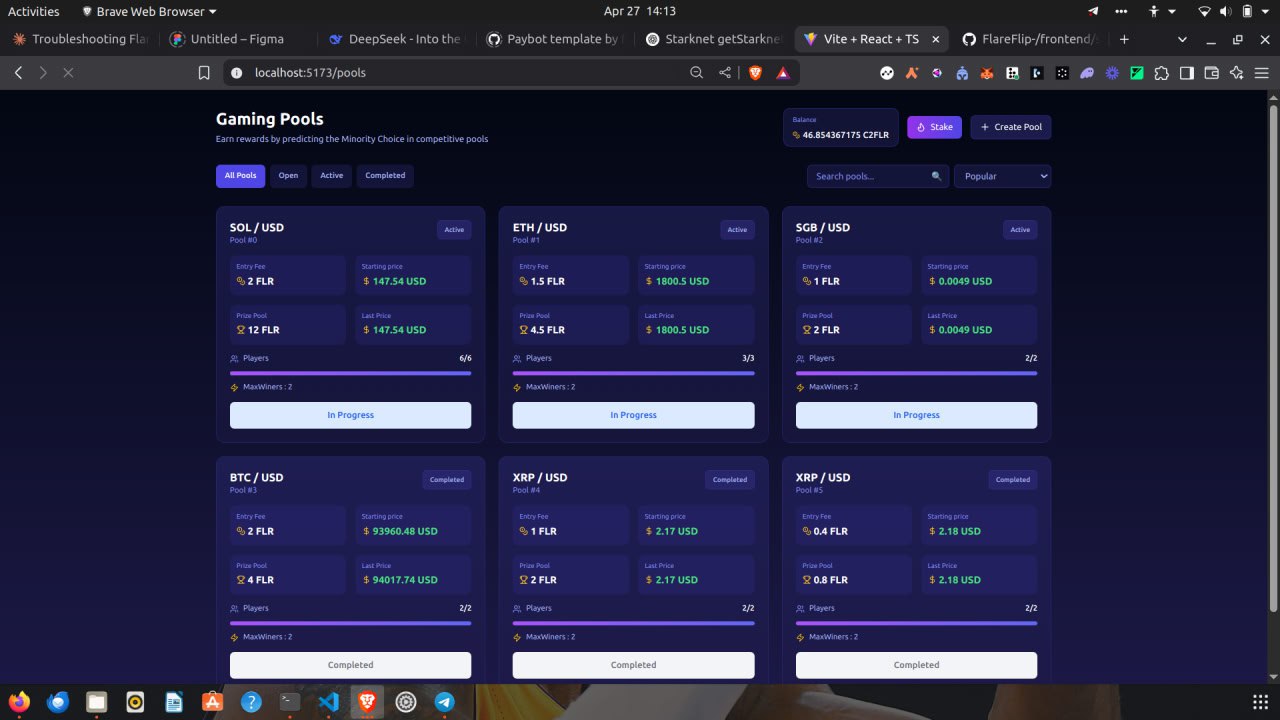 Activities Brave Web Browser Apr 27 14:13
Troubleshooting Fla Untitled – Figma DeepSeek - Into the Paybot template by Starknet getStarkne Vite + React + TS FlareFlip-/frontend/s
localhost:5173/pools
Gaming Pools
Earn rewards by predicting the Minority Choice in competitive pools
Balance
46.854367175 C2FLR
Stake
Create Pool
All Pools Open Active Completed
Search pools...
Popular
SOL / USD
Active
Pool #0
Entry Fee
2 FLR
Starting price
$ 147.54 USD
Prize Pool
12 FLR
Last Price
$ 147.54 USD
Players 6/6
MaxWiners : 2
In Progress
ETH / USD
Active
Pool #1
Entry Fee
1.5 FLR
Starting price
$ 1800.5 USD
Prize Pool
4.5 FLR
Last Price
$ 1800.5 USD
Players 3/3
MaxWiners : 2
In Progress
SGB / USD
Active
Pool #2
Entry Fee
1 FLR
Starting price
$ 0.0049 USD
Prize Pool
2 FLR
Last Price
$ 0.0049 USD
Players 2/2
MaxWiners : 2
In Progress
BTC / USD
Completed
Pool #3
Entry Fee
2 FLR
Starting price
$ 93960.48 USD
Prize Pool
4 FLR
Last Price
$ 94017.74 USD
Players 2/2
MaxWiners : 2
Completed
XRP / USD
Completed
Pool #4
Entry Fee
1 FLR
Starting price
$ 2.17 USD
Prize Pool
2 FLR
Last Price
$ 2.17 USD
Players 2/2
MaxWiners : 2
Completed
XRP / USD
Completed
Pool #5
Entry Fee
0.4 FLR
Starting price
$ 2.18 USD
Prize Pool
0.8 FLR
Last Price
$ 2.18 USD
Players 2/2
MaxWiners : 2
Completed